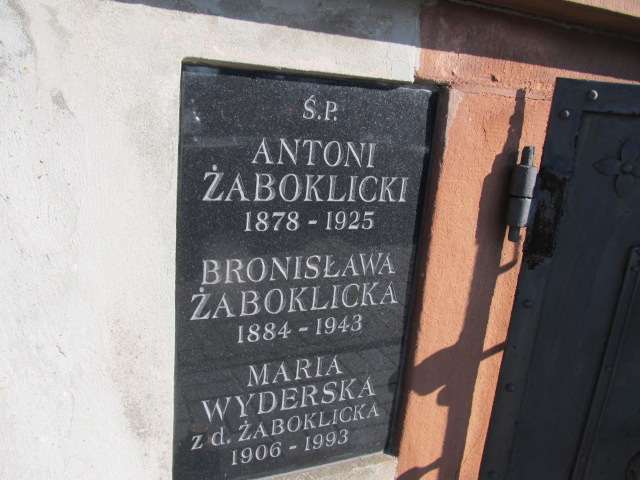 Ś.P.
ANTONI
ŻABOKLICKI
1878 - 1925
BRONISŁAWA
ŻABOKLICKA
1884 - 1943
MARIA
WYDERSKA
z d. ŻABOKLICKA
1906 - 1993